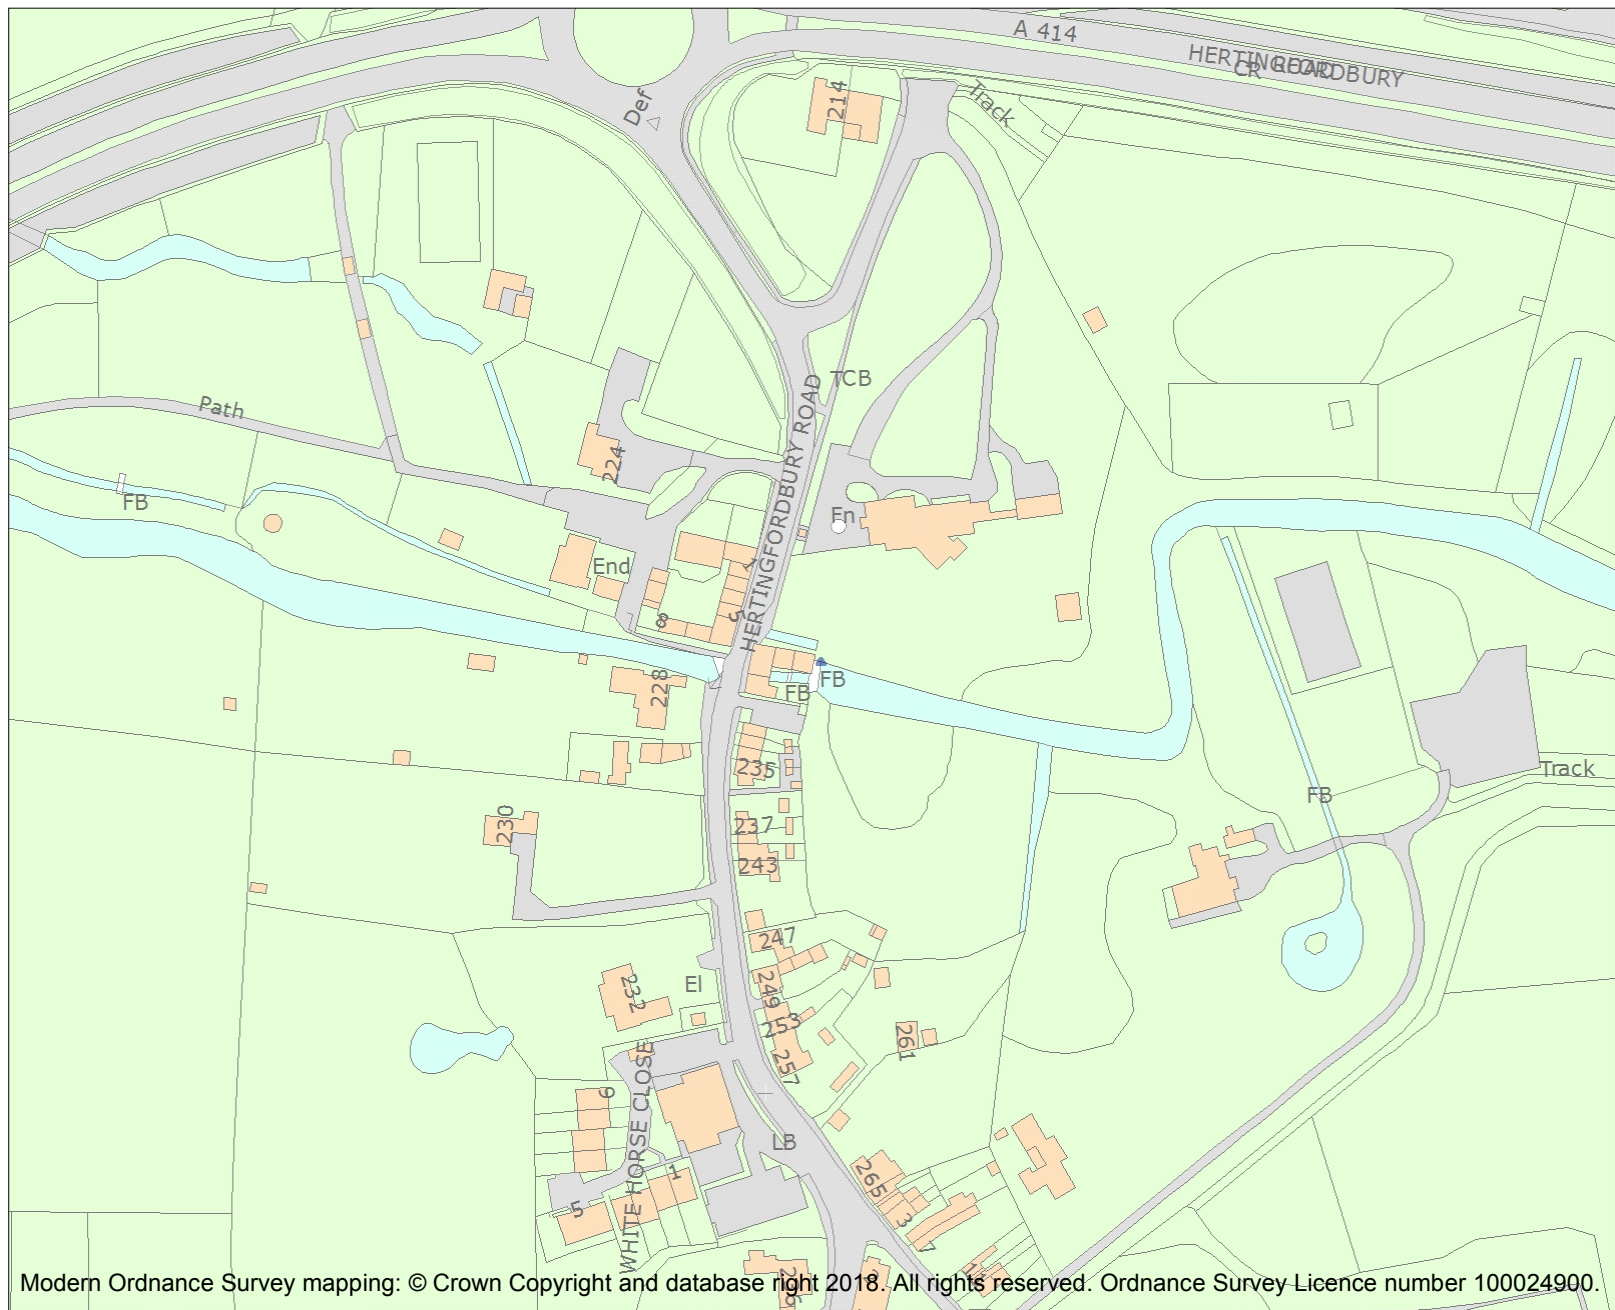 A 414
HERTINGFORDBURY
CR ROAD
Def
214
Track
TCB
HERTINGFORDBURY ROAD
Path
224
FB
Fn
End
1
5
8
228
FB
FB
235
Track
FB
237
230
243
247
El
232
249
253
261
257
WHITE HORSE CLOSE
9
LB
1
265
5
3
7
Modern Ordnance Survey mapping: © Crown Copyright and database right 2018. All rights reserved. Ordnance Survey Licence number 100024900.